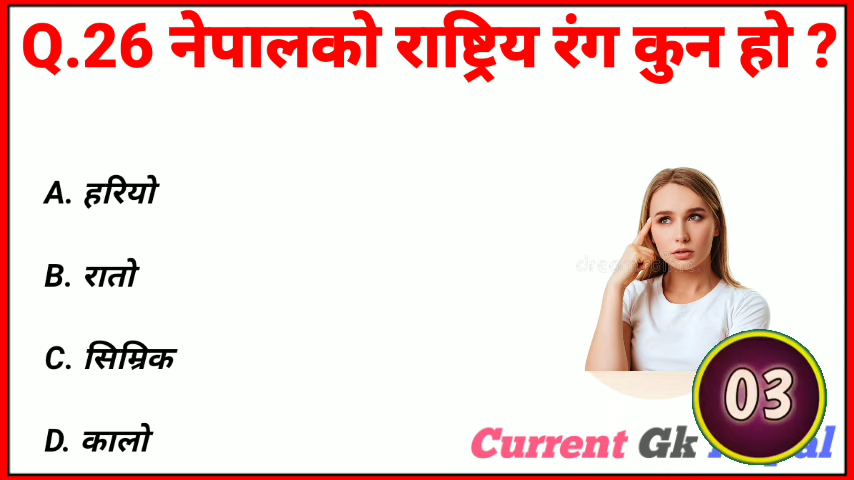 Q.26 नेपालको राष्ट्रिय रंग कुन हो ?
A. हरियो
B. रातो
C. सिम्रिक
D. कालो
03
Current Gk